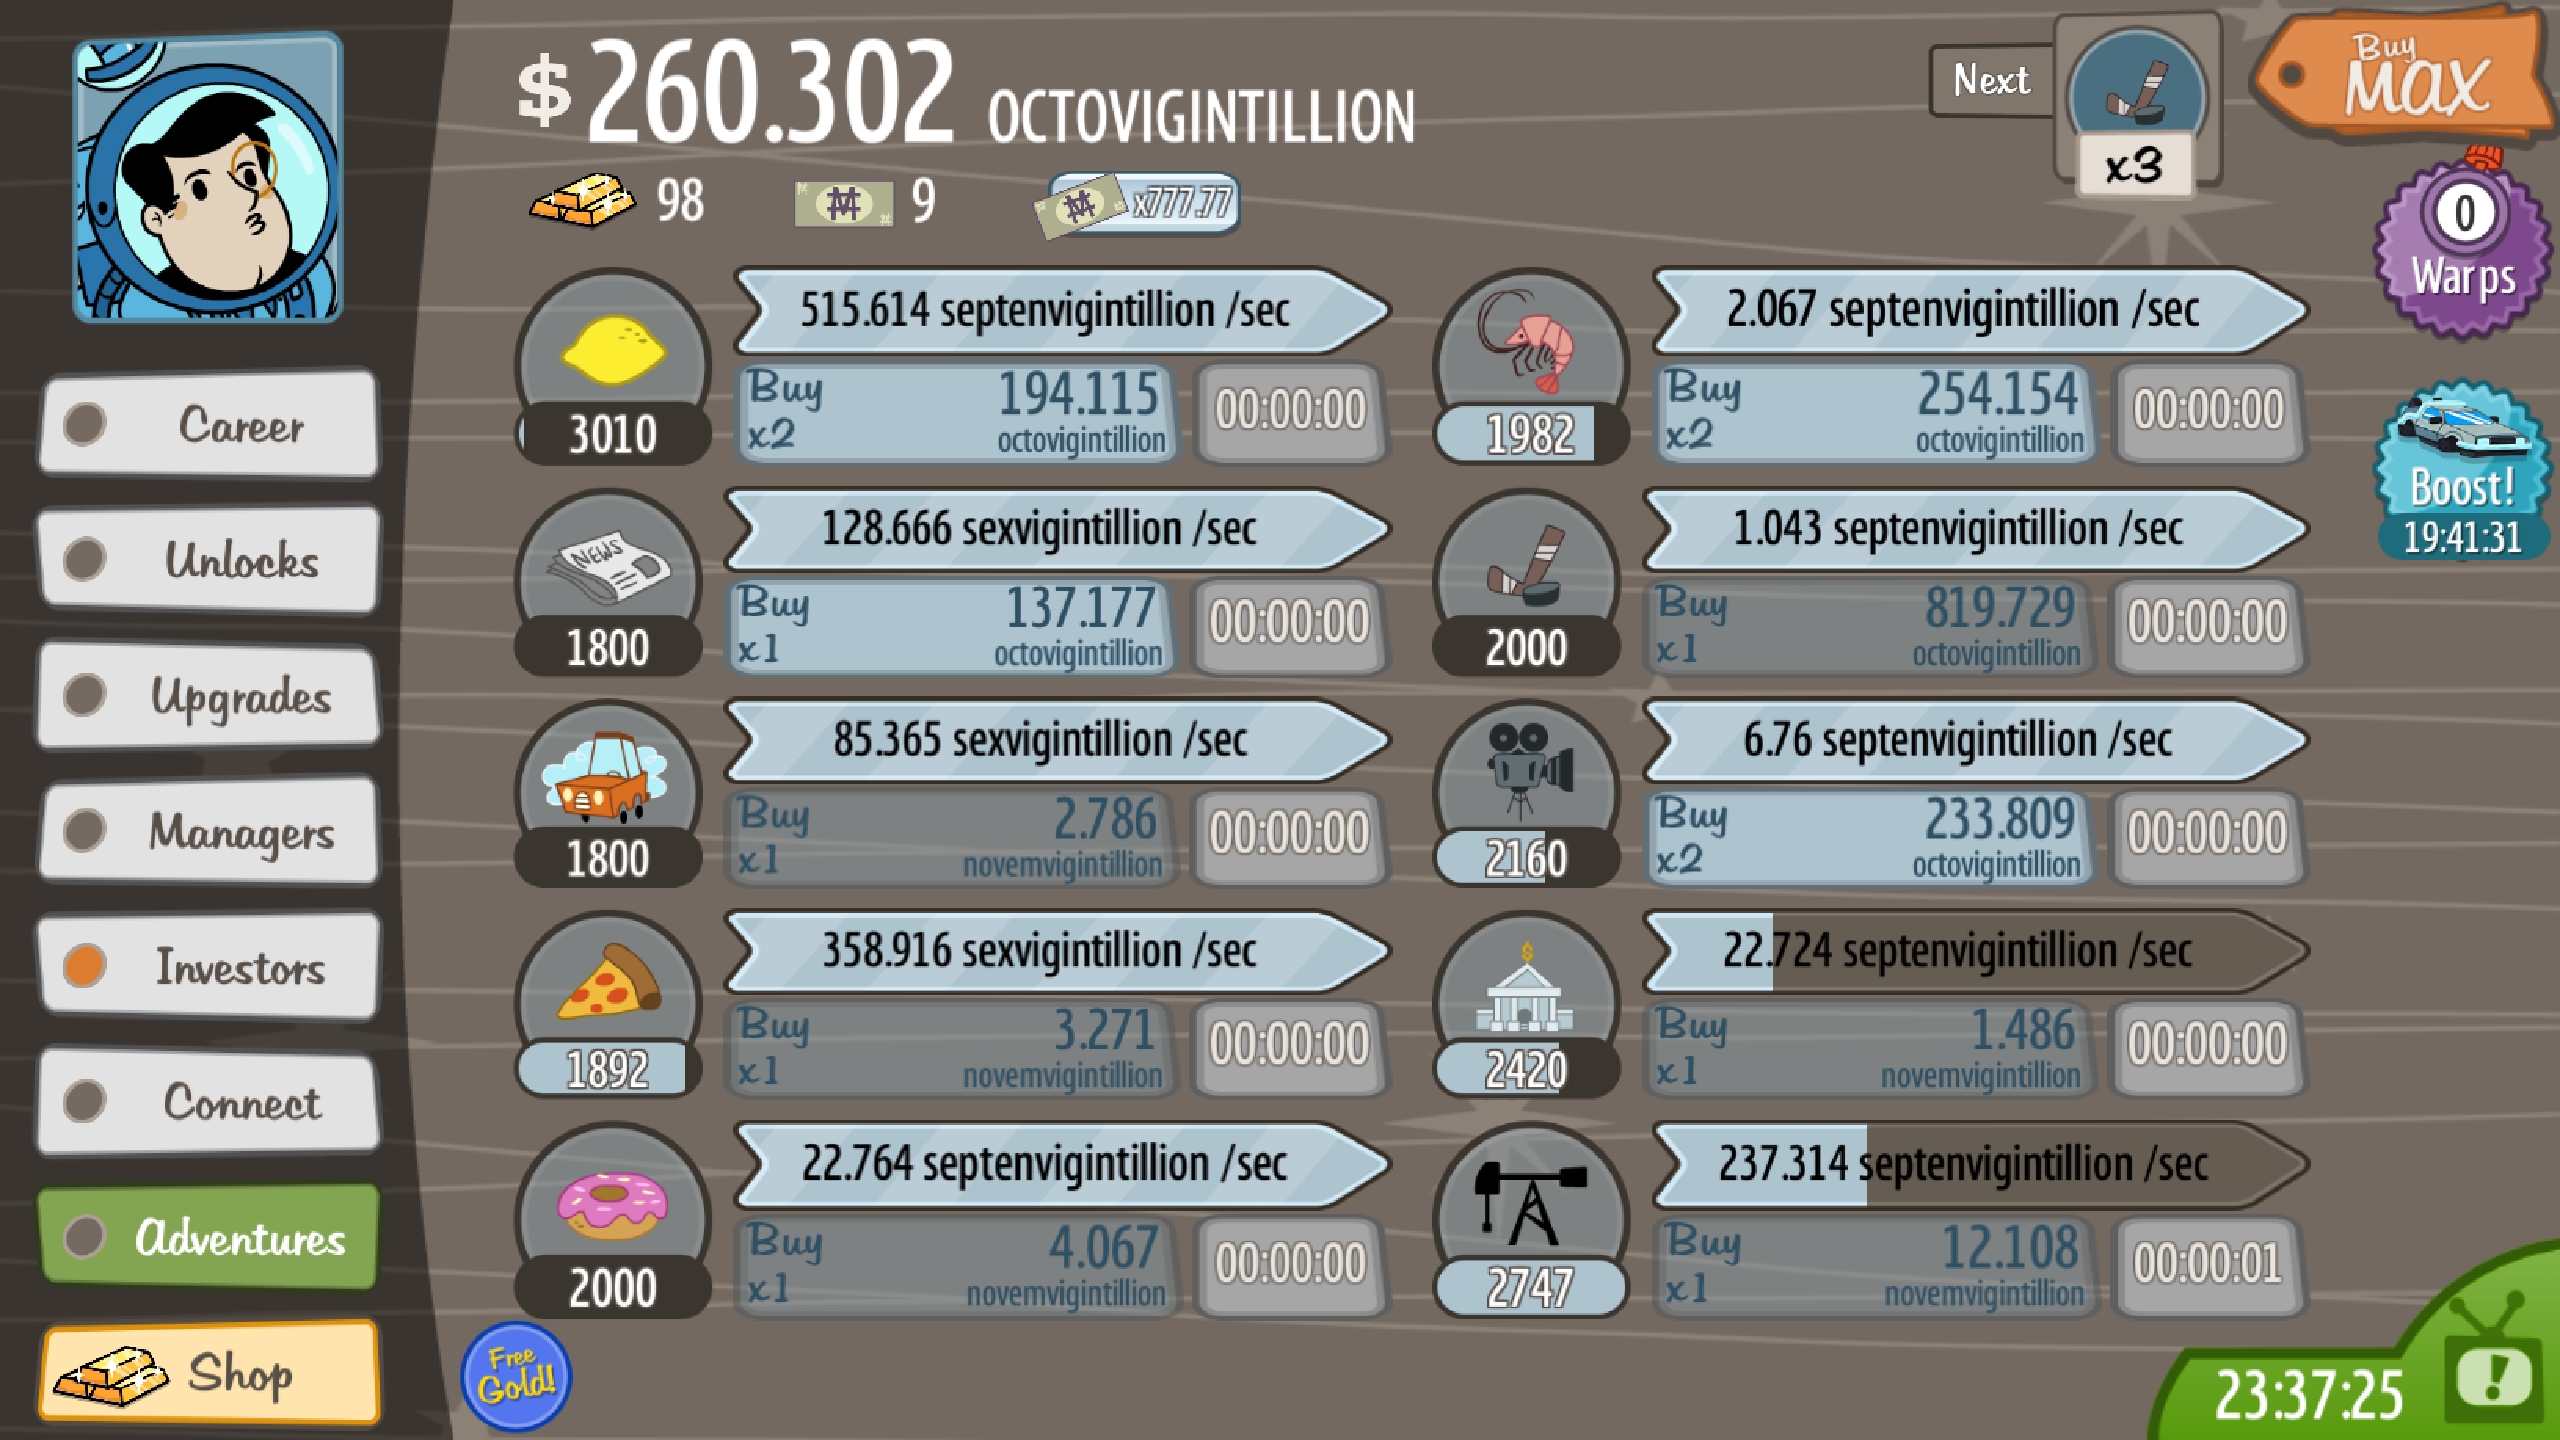 $260.302 OCTOVIGINTILLION
98
9
x777.77
Next
x3
Buy
MAX
0
Warps
Boost!
19:41:31
Career
Unlocks
Upgrades
Managers
Investors
Connect
Adventures
Shop
515.614 septenvigintillion /sec
3010
Buy
x2
194.115
octovigintillion
00:00:00
NEWS
128.666 sexvigintillion /sec
1800
Buy
x1
137.177
octovigintillion
00:00:00
85.365 sexvigintillion /sec
1800
Buy
x1
2.786
novemvigintillion
00:00:00
358.916 sexvigintillion /sec
1892
Buy
x1
3.271
novemvigintillion
00:00:00
22.764 septenvigintillion /sec
2000
Buy
x1
4.067
novemvigintillion
00:00:00
2.067 septenvigintillion /sec
1982
Buy
x2
254.154
octovigintillion
00:00:00
1.043 septenvigintillion /sec
2000
Buy
x1
819.729
octovigintillion
00:00:00
6.76 septenvigintillion /sec
2160
Buy
x2
233.809
octovigintillion
00:00:00
$
22.724 septenvigintillion /sec
2420
Buy
x1
1.486
novemvigintillion
00:00:00
237.314 septenvigintillion /sec
2747
Buy
x1
12.108
novemvigintillion
00:00:01
Free
Gold!
23:37:25
!